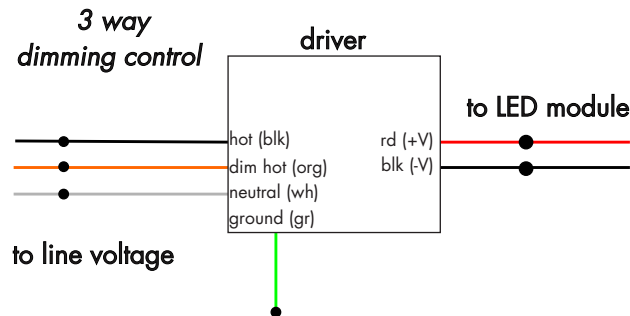 3 way
dimming control
driver
to LED module
hot (blk)
rd (+V)
dim hot (org)
blk (-V)
neutral (wh)
ground (gr)
to line voltage